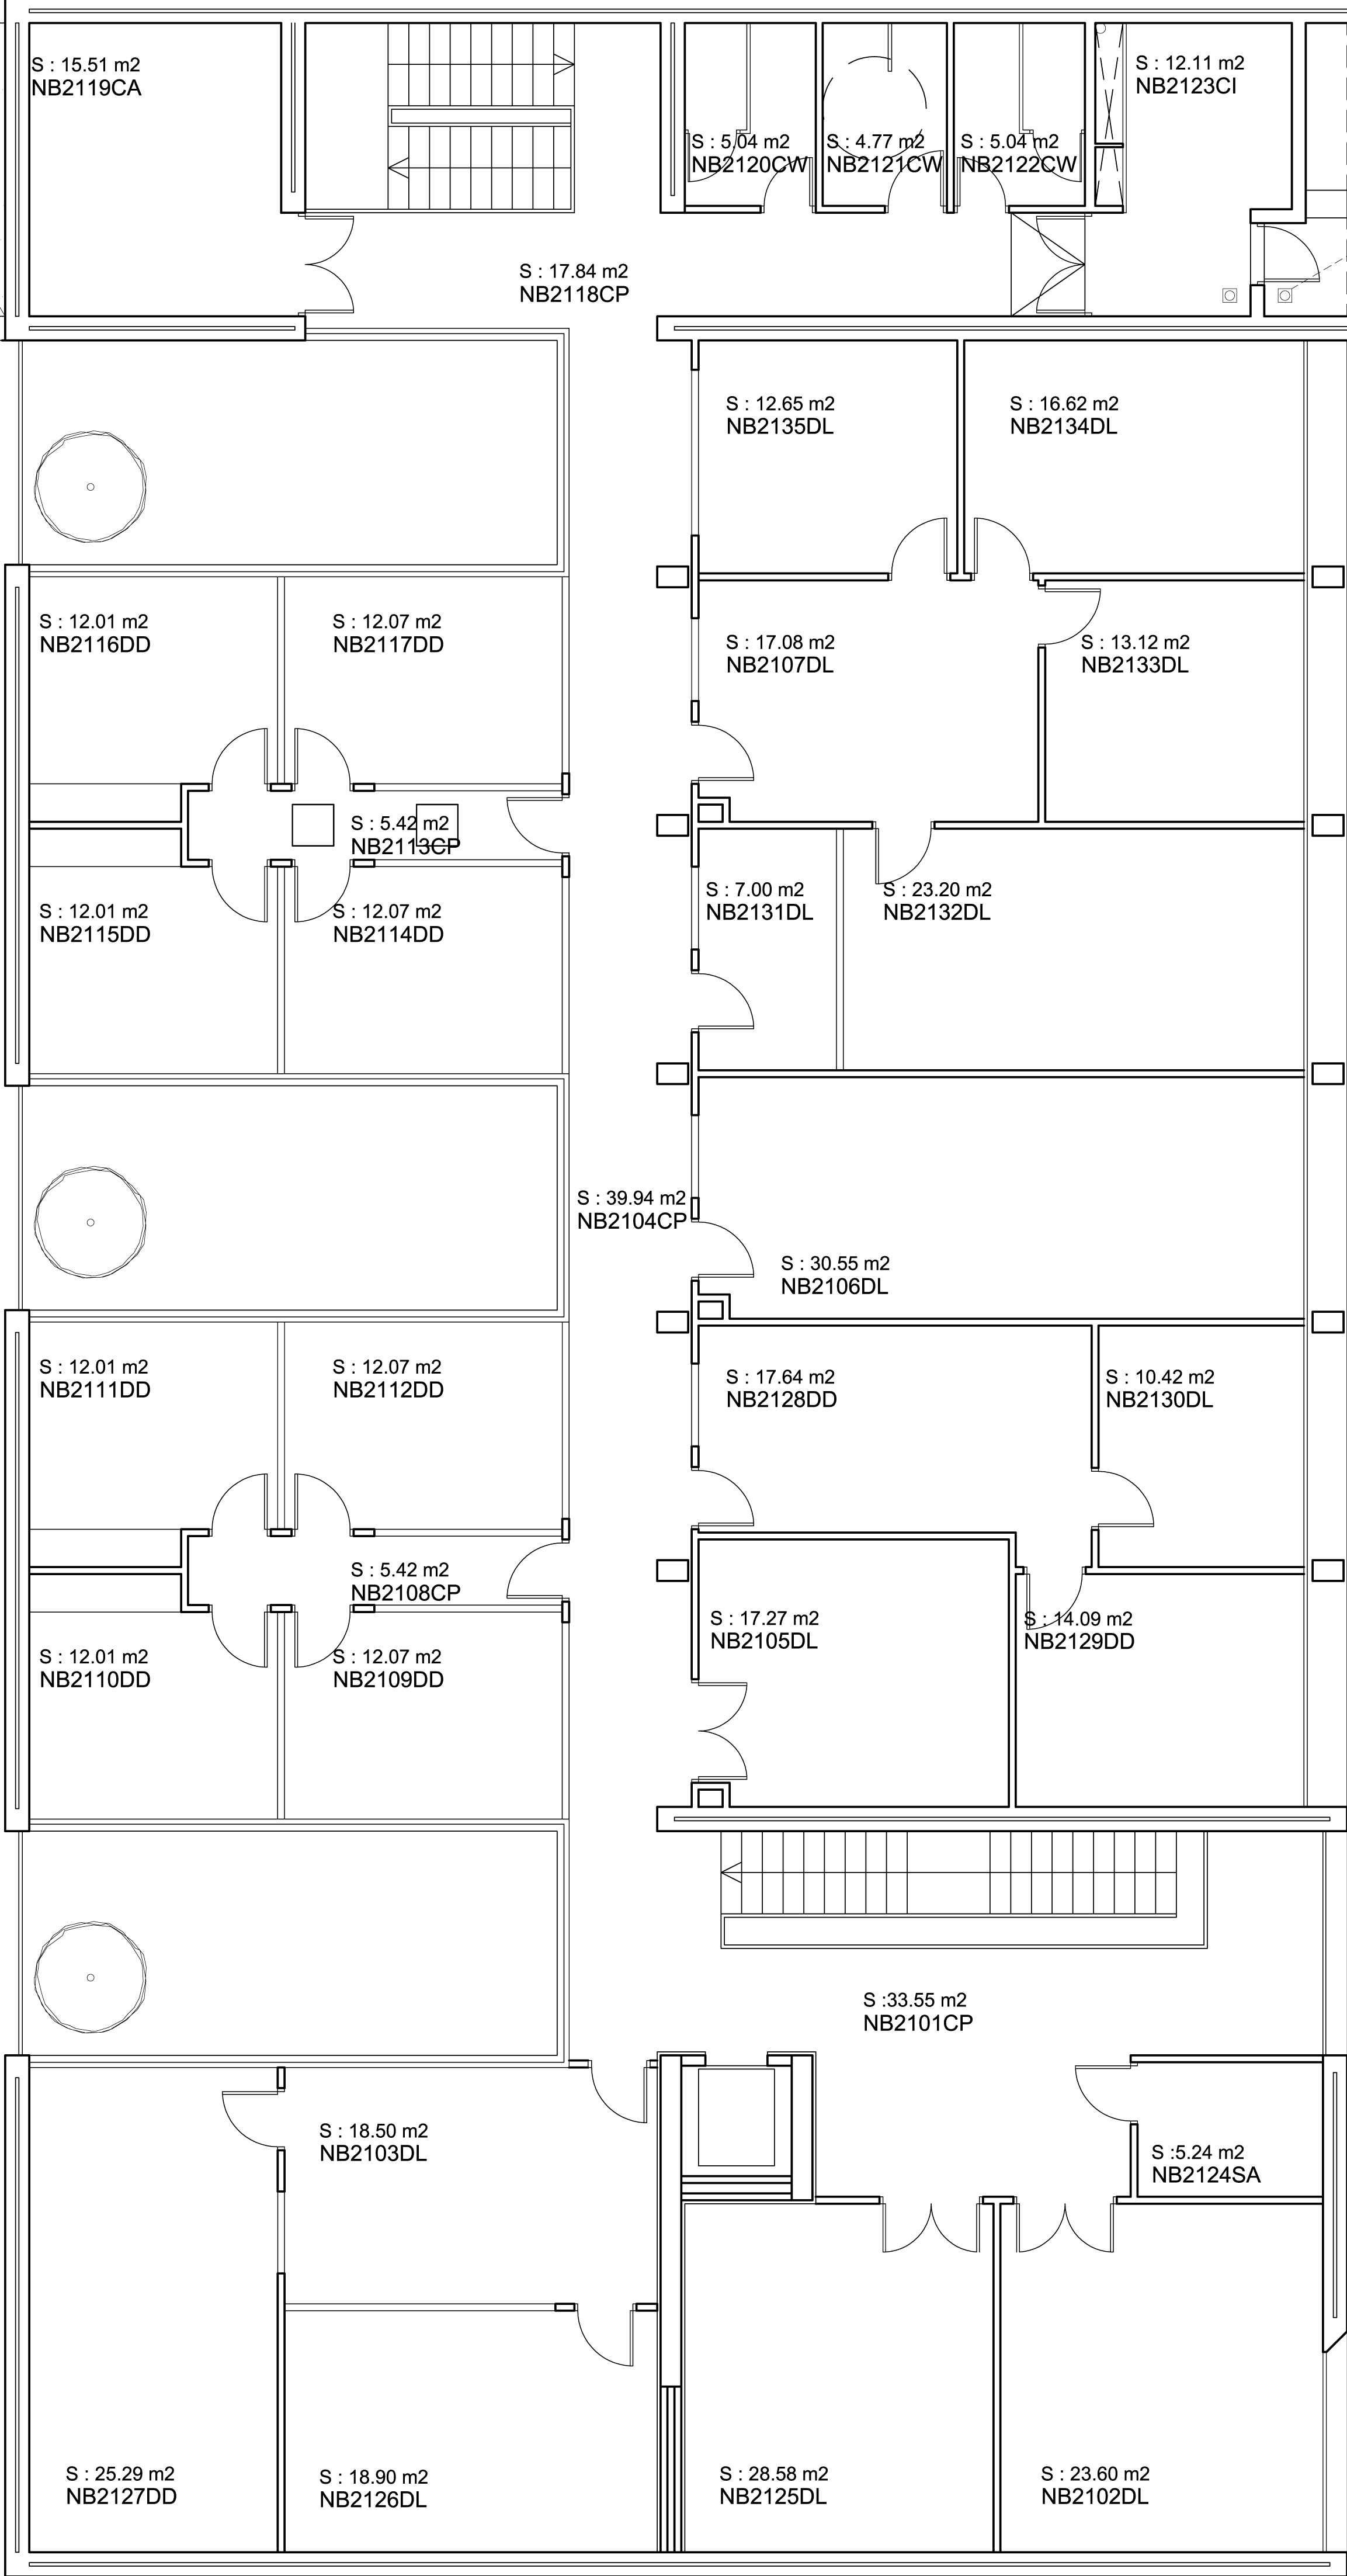 S : 15.51 m2
NB2119CA
S : 5.04 m2
NB2120CW
S : 4.77 m2
NB2121CW
S : 5.04 m2
NB2122CW
S : 12.11 m2
NB2123CI
S : 17.84 m2
NB2118CP
S : 12.65 m2
NB2135DL
S : 16.62 m2
NB2134DL
S : 12.01 m2
NB2116DD
S : 12.07 m2
NB2117DD
S : 17.08 m2
NB2107DL
S : 13.12 m2
NB2133DL
S : 5.42 m2
NB2113CP
S : 12.01 m2
NB2115DD
S : 12.07 m2
NB2114DD
S : 7.00 m2
NB2131DL
S : 23.20 m2
NB2132DL
S : 39.94 m2
NB2104CP
S : 30.55 m2
NB2106DL
S : 12.01 m2
NB2111DD
S : 12.07 m2
NB2112DD
S : 17.64 m2
NB2128DD
S : 10.42 m2
NB2130DL
S : 5.42 m2
NB2108CP
S : 12.01 m2
NB2110DD
S : 12.07 m2
NB2109DD
S : 17.27 m2
NB2105DL
S : 14.09 m2
NB2129DD
S :33.55 m2
NB2101CP
S : 18.50 m2
NB2103DL
S :5.24 m2
NB2124SA
S : 25.29 m2
NB2127DD
S : 18.90 m2
NB2126DL
S : 28.58 m2
NB2125DL
S : 23.60 m2
NB2102DL